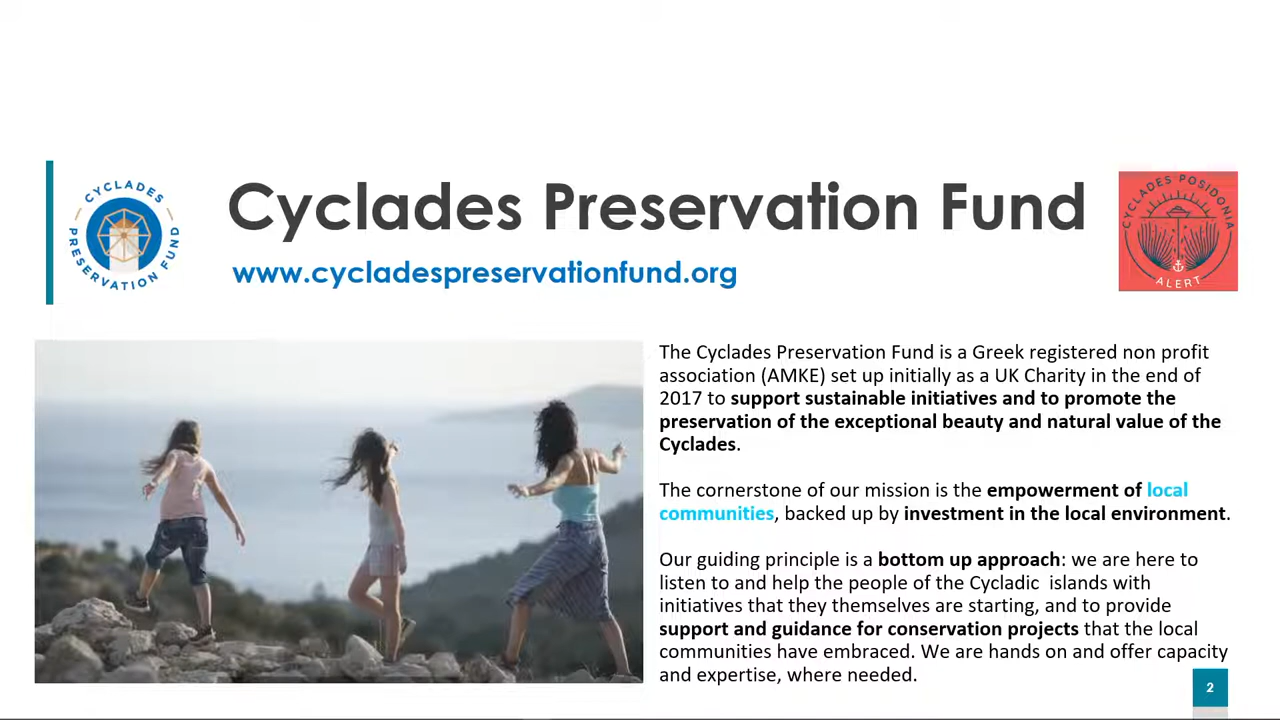 CYCLADES
PRESERVATION FUND
Cyclades Preservation Fund
www.cycladespreservationfund.org
CYCLADES POSIDONIA
ALERT
The Cyclades Preservation Fund is a Greek registered non profit
association (AMKE) set up initially as a UK Charity in the end of
2017 to support sustainable initiatives and to promote the
preservation of the exceptional beauty and natural value of the
Cyclades.
The cornerstone of our mission is the empowerment of local
communities, backed up by investment in the local environment.
Our guiding principle is a bottom up approach: we are here to
listen to and help the people of the Cycladic  islands with
initiatives that they themselves are starting, and to provide
support and guidance for conservation projects that the local
communities have embraced. We are hands on and offer capacity
and expertise, where needed.
2